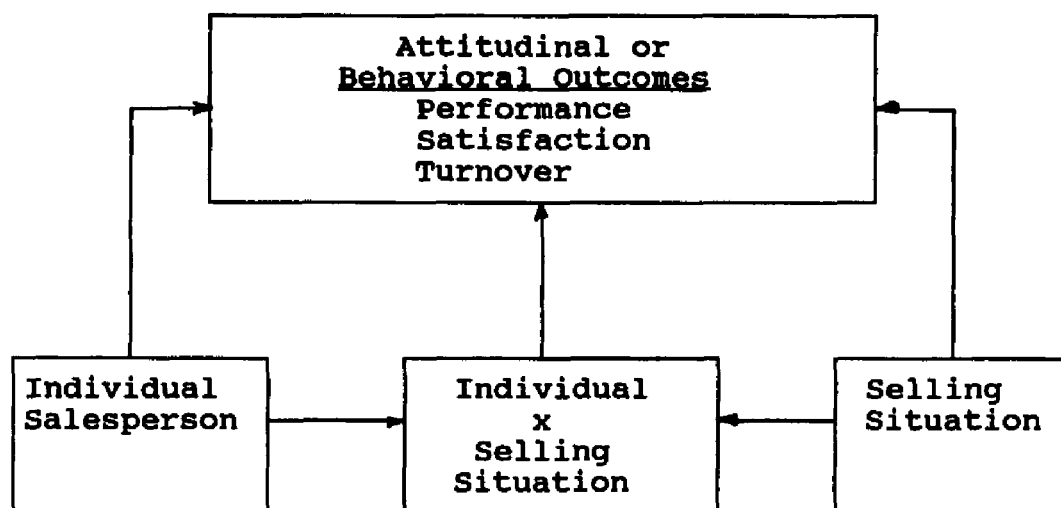 Attitudinal or
Behavioral Outcomes
Performance
Satisfaction
Turnover
Individual
Salesperson
Individual
x
Selling
Situation
Selling
Situation